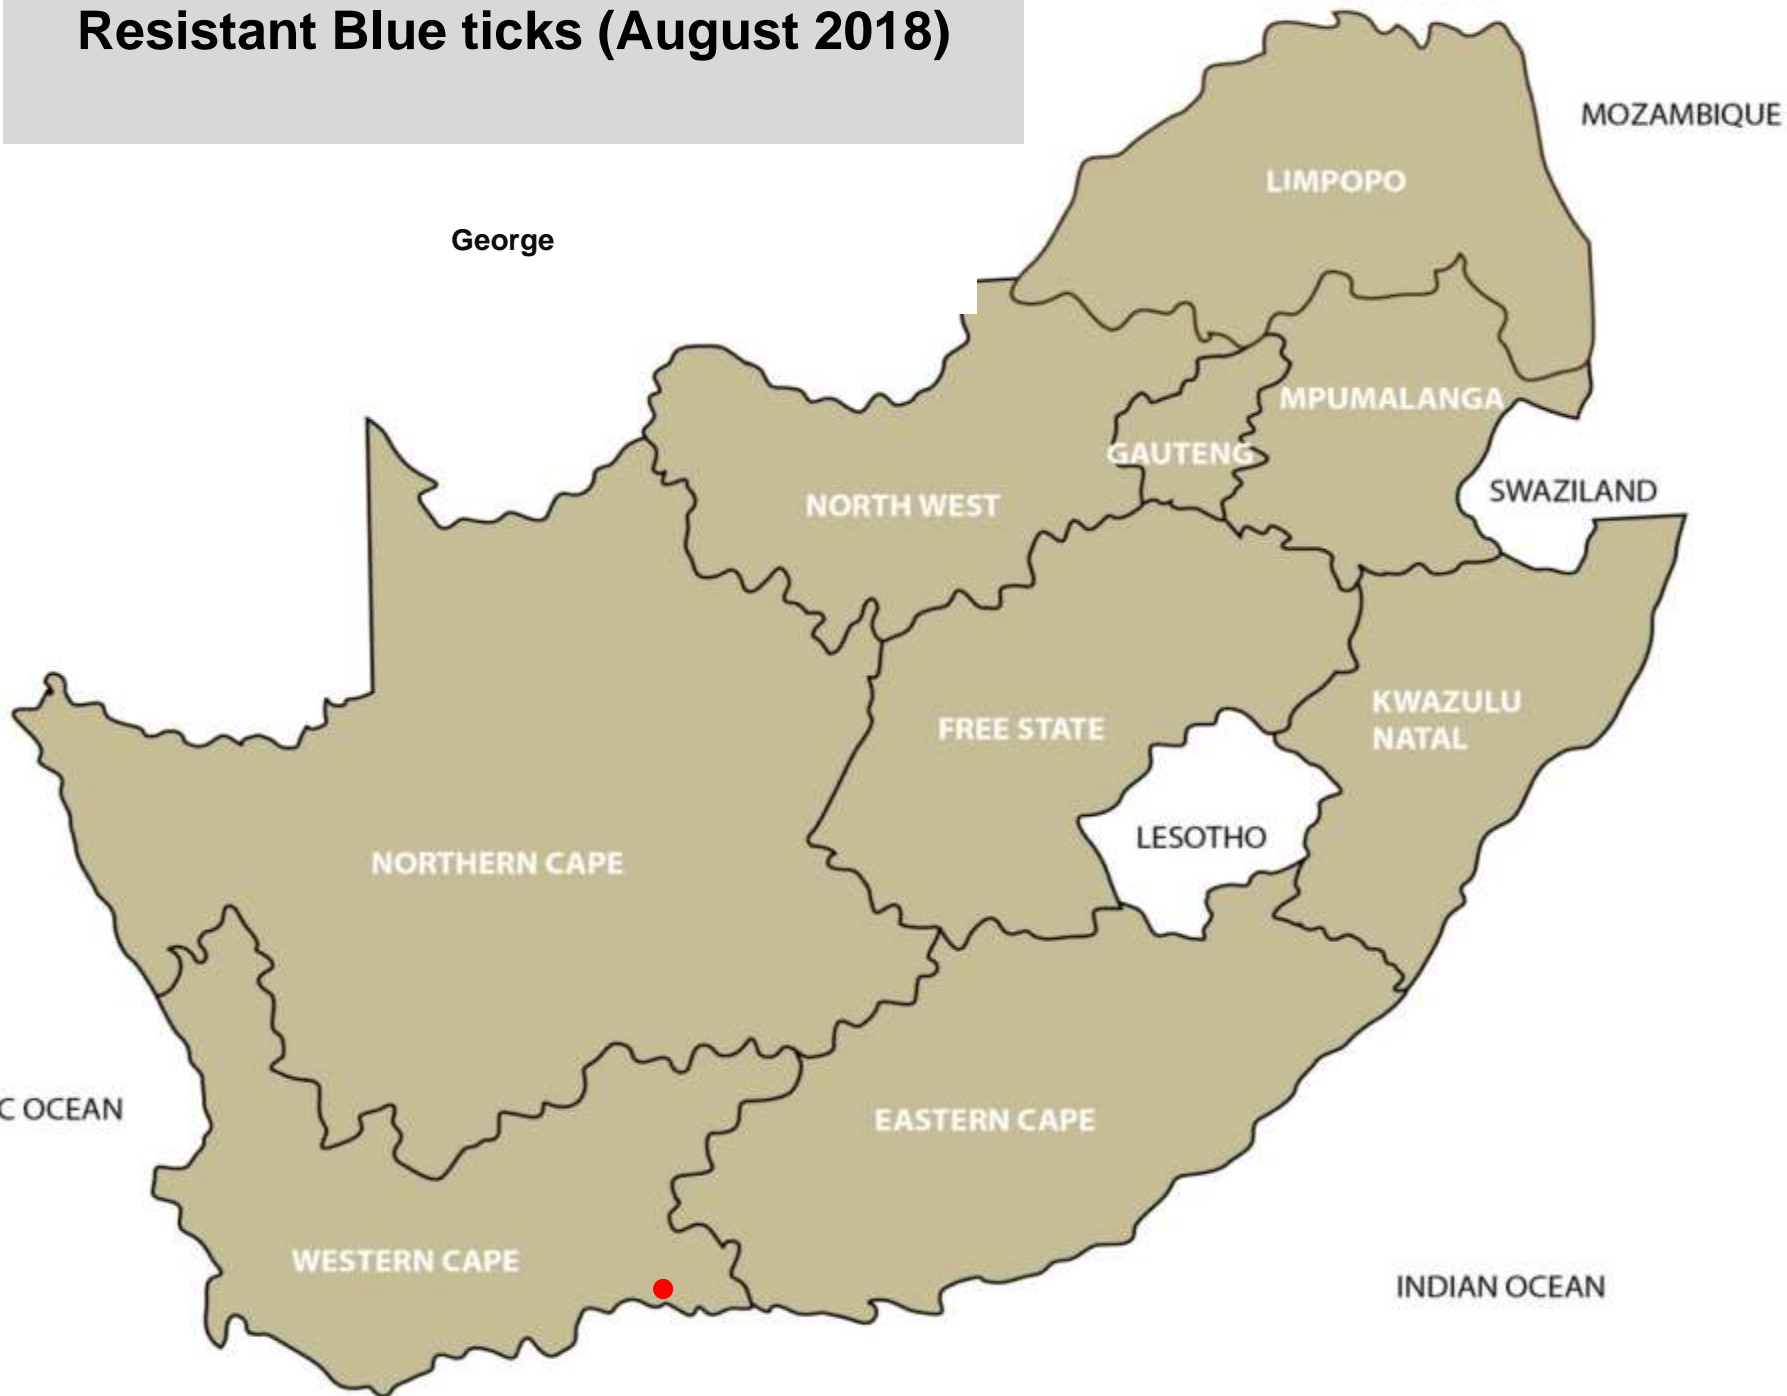 Resistant Blue ticks (August 2018)
MOZAMBIQUE
LIMPOPO
George
MPUMALANGA
GAUTENG
SWAZILAND
NORTH WEST
KWAZULU
NATAL
FREE STATE
LESOTHO
NORTHERN CAPE
C OCEAN
EASTERN CAPE
WESTERN CAPE
INDIAN OCEAN